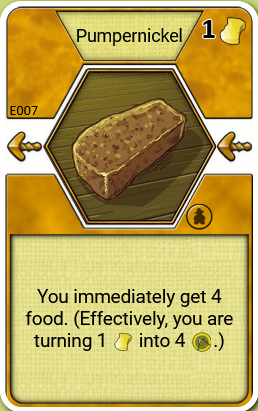 Pumpernickel
1
E007
You immediately get 4
food. (Effectively, you are
turning 1 into 4 .)